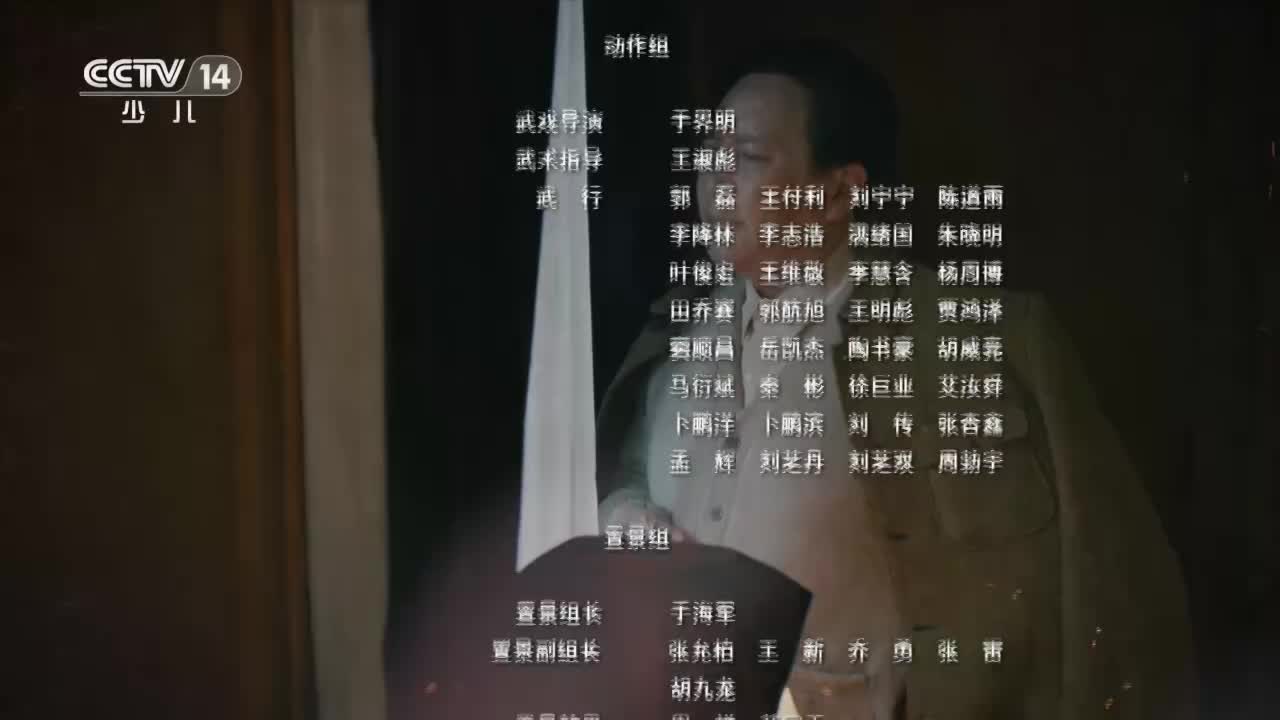 动作组
CCTV 14
少儿
武戏导演 于界明
武术指导 王淑彪
武 行 郭 磊 王付利 刘宁宁 陈道雨
李降林 李志浩 洪绪国 朱晓明
叶俊宏 王维敬 李慧含 杨周博
田乔赛 郭航旭 王明彪 贾鸿泽
窦顺昌 岳凯杰 陶书豪 胡威亮
马衍斌 秦 彬 徐巨业 艾汝舜
卜鹏洋 卜鹏滨 刘 传 张杏鑫
孟 辉 刘芝丹 刘芝双 周勃宇
置景组
置景组长 于海军
置景副组长 张允柏 王 新 乔 勇 张 雷
胡九龙